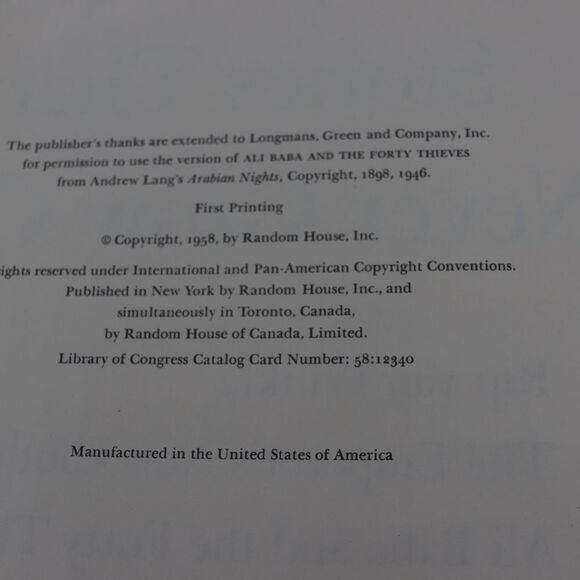 The publisher's thanks are extended to Longmans, Green and Company, Inc.
for permission to use the version of ALI BABA AND THE FORTY THIEVES
from Andrew Lang's Arabian Nights, Copyright, 1898, 1946.
First Printing
© Copyright, 1958, by Random House, Inc.
rights reserved under International and Pan-American Copyright Conventions.
Published in New York by Random House, Inc., and
simultaneously in Toronto, Canada,
by Random House of Canada, Limited.
Library of Congress Catalog Card Number: 58:12340
Manufactured in the United States of America